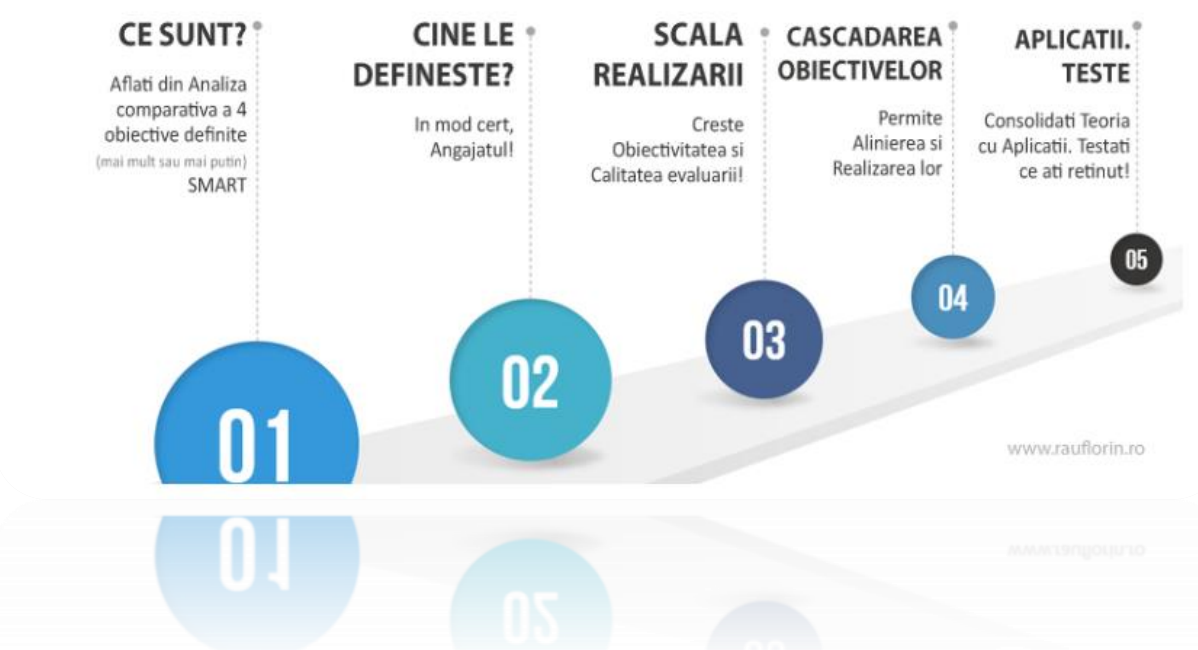 CE SUNT?
Aflati din Analiza
comparativa a 4
obiective definite
(mai mult sau mai putin)
SMART
CINE LE
DEFINESTE?
In mod cert,
Angajatul!
SCALA
REALIZARII
Creste
Obiectivitatea si
Calitatea evaluarii!
CASCADAREA
OBIECTIVELOR
Permite
Alinierea si
Realizarea lor
APLICATII.
TESTE
Consolidati Teoria
cu Aplicatii. Testati
ce ati retinut!
01
02
03
04
05
www.rauflorin.ro